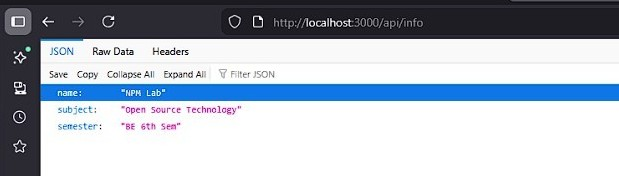 http://localhost:3000/api/info
JSON Raw Data Headers
Save Copy Collapse All Expand All Filter JSON
name: "NPM Lab"
subject: "Open Source Technology"
semester: "BE 6th Sem"